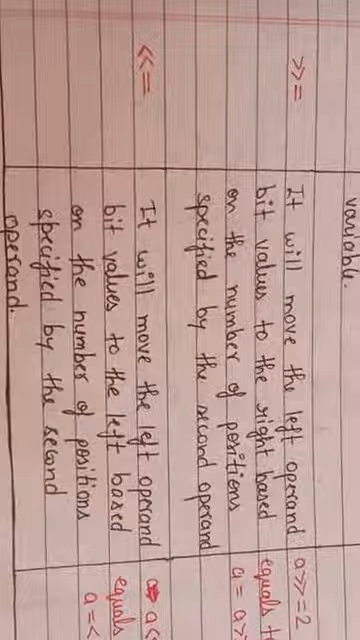 variable.
>>= It will move the left operand a>>=2
bit values to the right based equals t
on the number of positions a = a>
specified by the second operand
<<= It will move the left operand a<
bit values to the left based equals
on the number of positions a=<
specified by the second
operand.